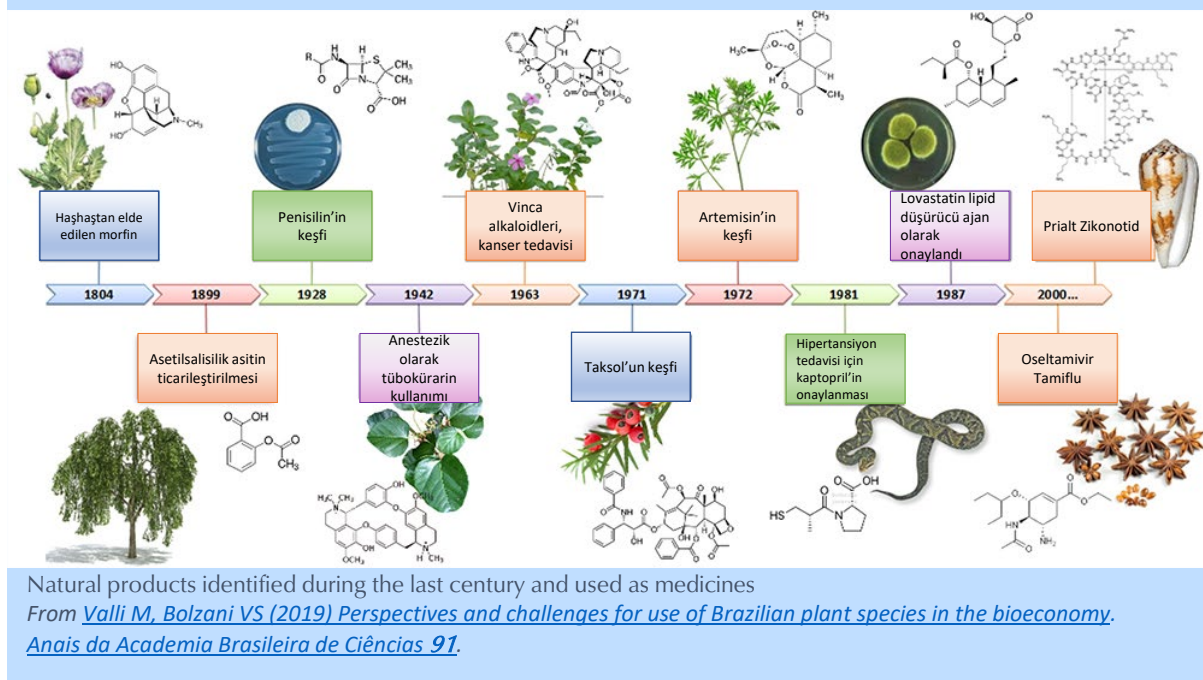 Haşhaştan elde
edilen morfin
Penisilin’in
keşfi
Vinca
alkaloidleri,
kanser tedavisi
Artemisin’in
keşfi
Lovastatin lipid
düşürücü ajan
olarak
onaylandı
Prialt Zikonotid
1804
1899
1928
1942
1963
1971
1972
1981
1987
2000...
Asetilsalisilik asitin
ticarileştirilmesi
Anestezik
olarak
tübokürarin
kullanımı
Taksol’un keşfi
Hipertansiyon
tedavisi için
kaptopril’in
onaylanması
Oseltamivir
Tamiflu
Natural products identified during the last century and used as medicines
From Valli M, Bolzani VS (2019) Perspectives and challenges for use of Brazilian plant species in the bioeconomy.
Anais da Academia Brasileira de Ciências 91.